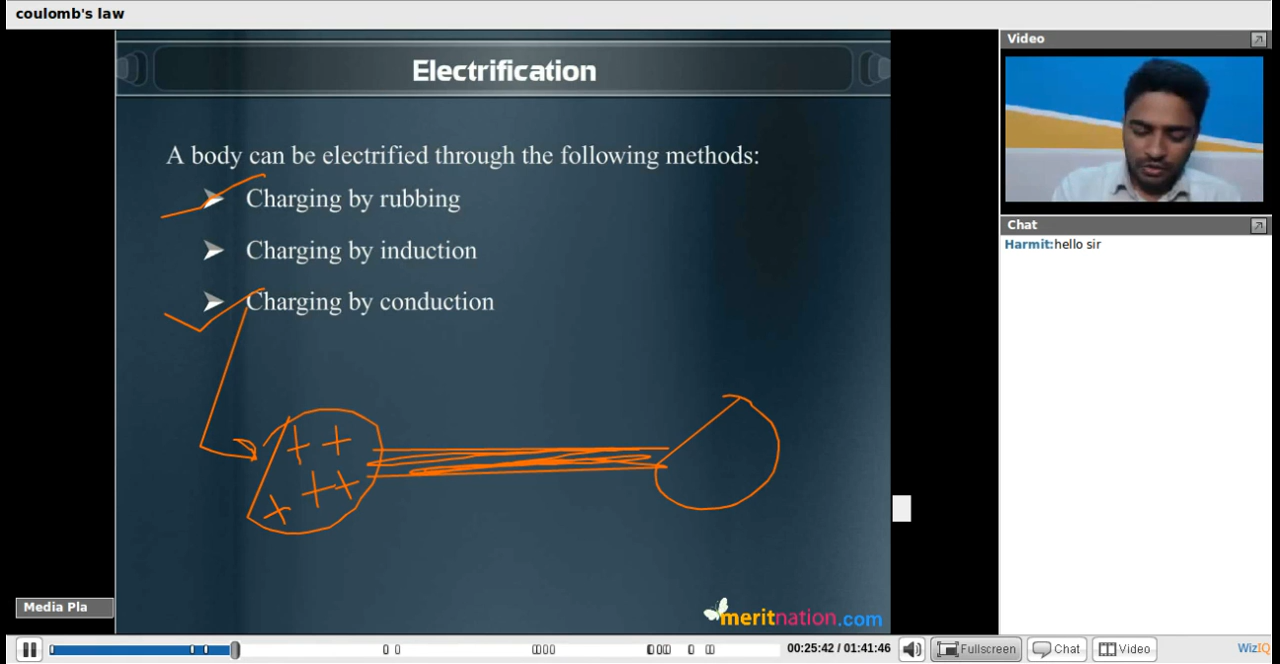 coulomb's law
Electrification
A body can be electrified through the following methods:
Charging by rubbing
Charging by induction
Charging by conduction
+ +
+ + +
meritnation.com
Media Pla
00:25:42 / 01:41:46
Video
Chat
Harmit:hello sir
Fullscreen
Chat
Video
WizIQ